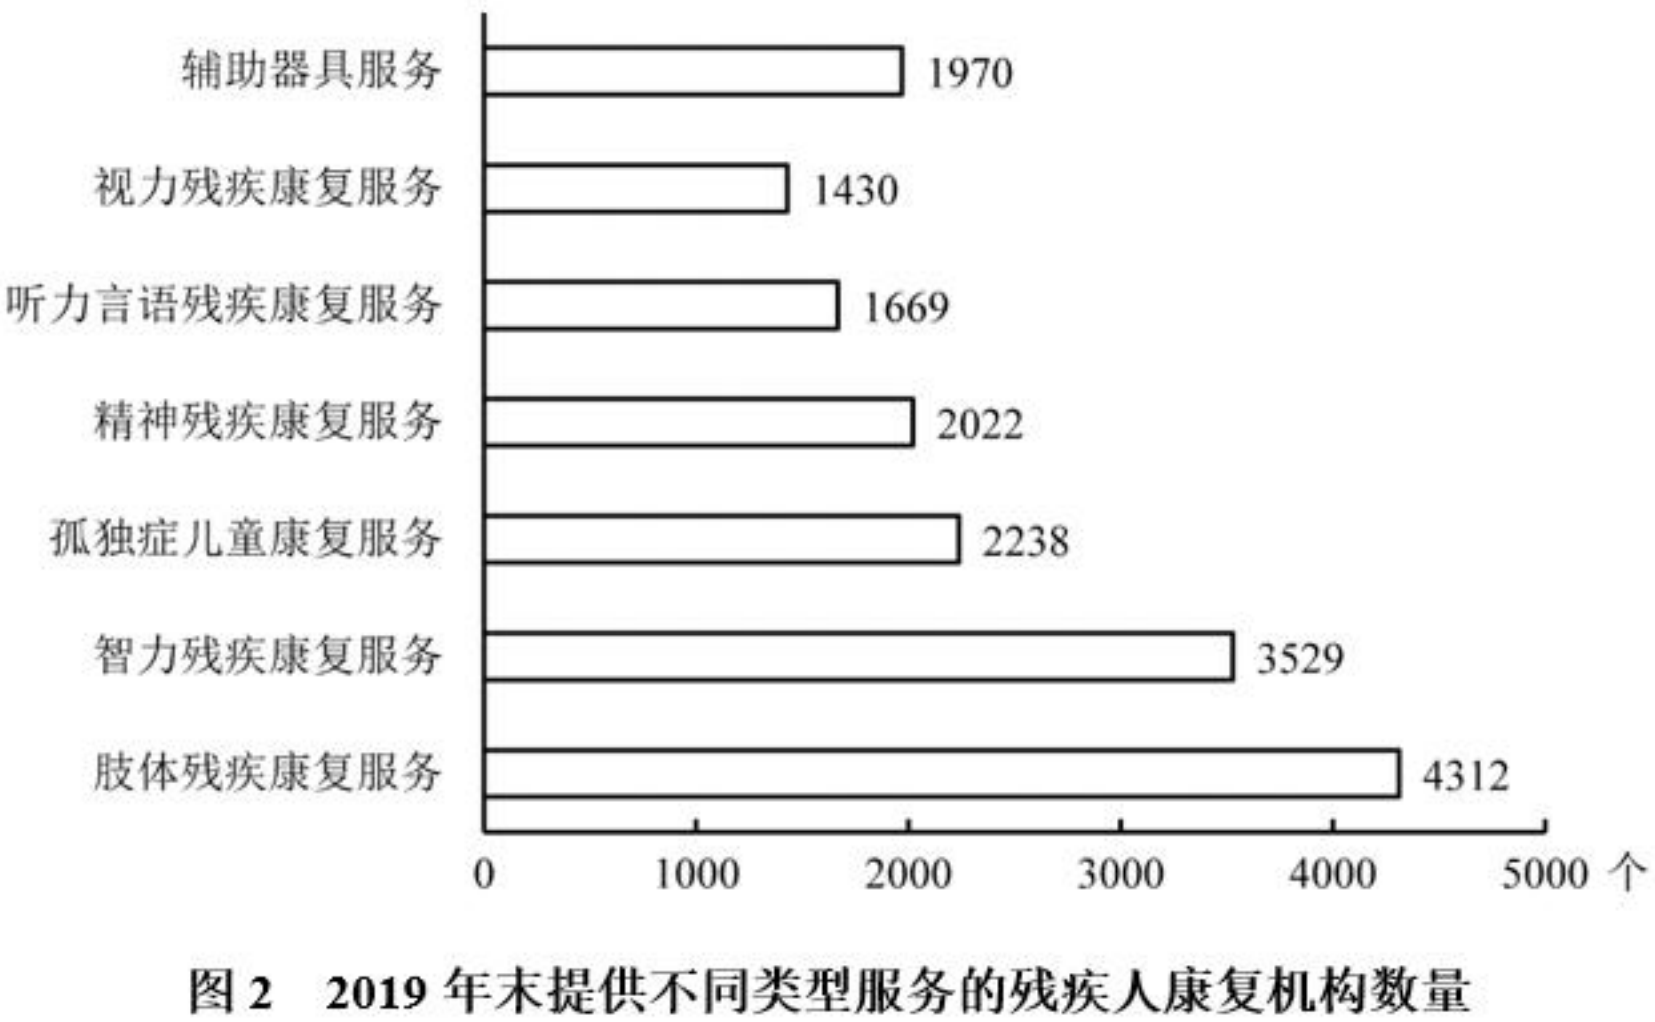 辅助器具服务 1970
视力残疾康复服务 1430
听力言语残疾康复服务 1669
精神残疾康复服务 2022
孤独症儿童康复服务 2238
智力残疾康复服务 3529
肢体残疾康复服务 4312
0 1000 2000 3000 4000 5000 个
图2 2019年末提供不同类型服务的残疾人康复机构数量